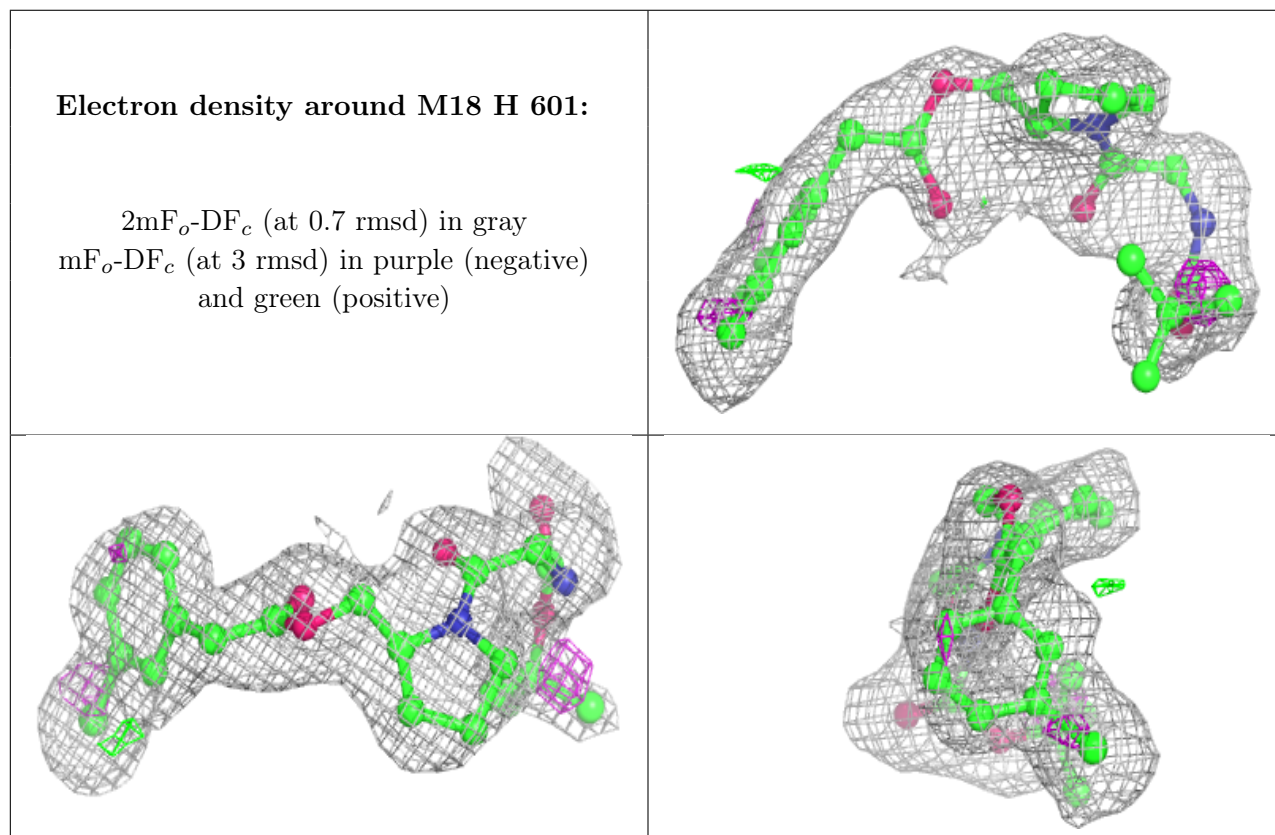 Electron density around M18 H 601:
2mFₒ-DF𝒸 (at 0.7 rmsd) in gray
mFₒ-DF𝒸 (at 3 rmsd) in purple (negative)
and green (positive)